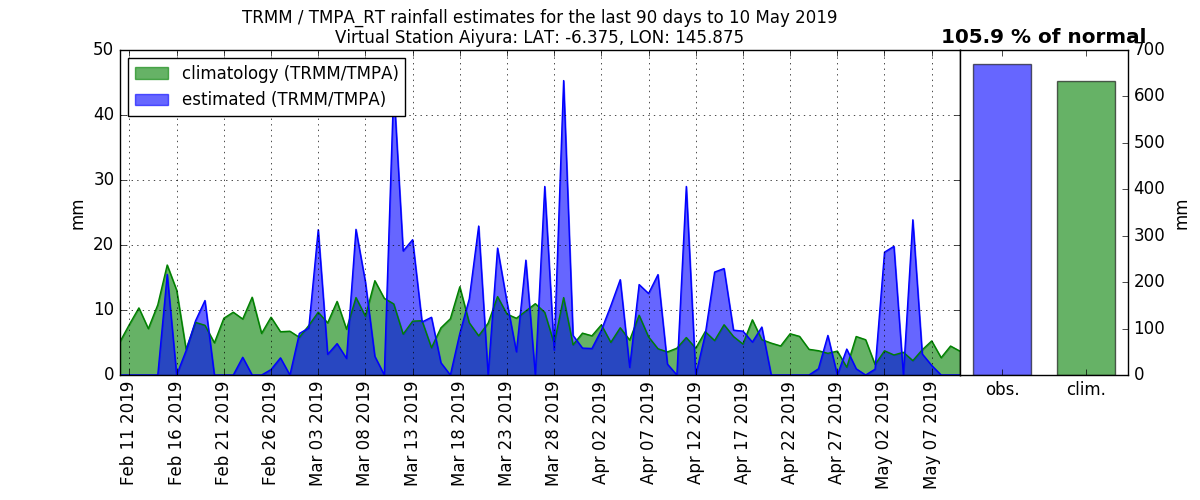 TRMM / TMPA_RT rainfall estimates for the last 90 days to 10 May 2019
Virtual Station Aiyura: LAT: -6.375, LON: 145.875
105.9 % of normal
climatology (TRMM/TMPA)
estimated (TRMM/TMPA)
50
40
30
20
10
0
mm
Feb 11 2019
Feb 16 2019
Feb 21 2019
Feb 26 2019
Mar 03 2019
Mar 08 2019
Mar 13 2019
Mar 18 2019
Mar 23 2019
Mar 28 2019
Apr 02 2019
Apr 07 2019
Apr 12 2019
Apr 17 2019
Apr 22 2019
Apr 27 2019
May 02 2019
May 07 2019
700
600
500
400
300
200
100
0
mm
obs.
clim.